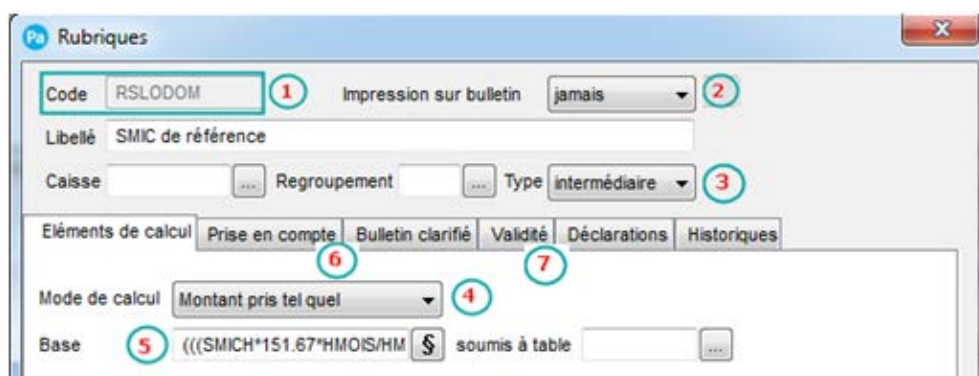 Pa Rubriques
Code RSLODOM 1 Impression sur bulletin jamais 2
Libellé SMIC de référence
Caisse ... Regroupement ... Type intermédiaire 3
Eléments de calcul Prise en compte Bulletin clarifié Validité Déclarations Historiques
6 7
Mode de calcul Montant pris tel quel 4
Base 5 (((SMICH*151.67*HMOIS/HM § soumis à table ...